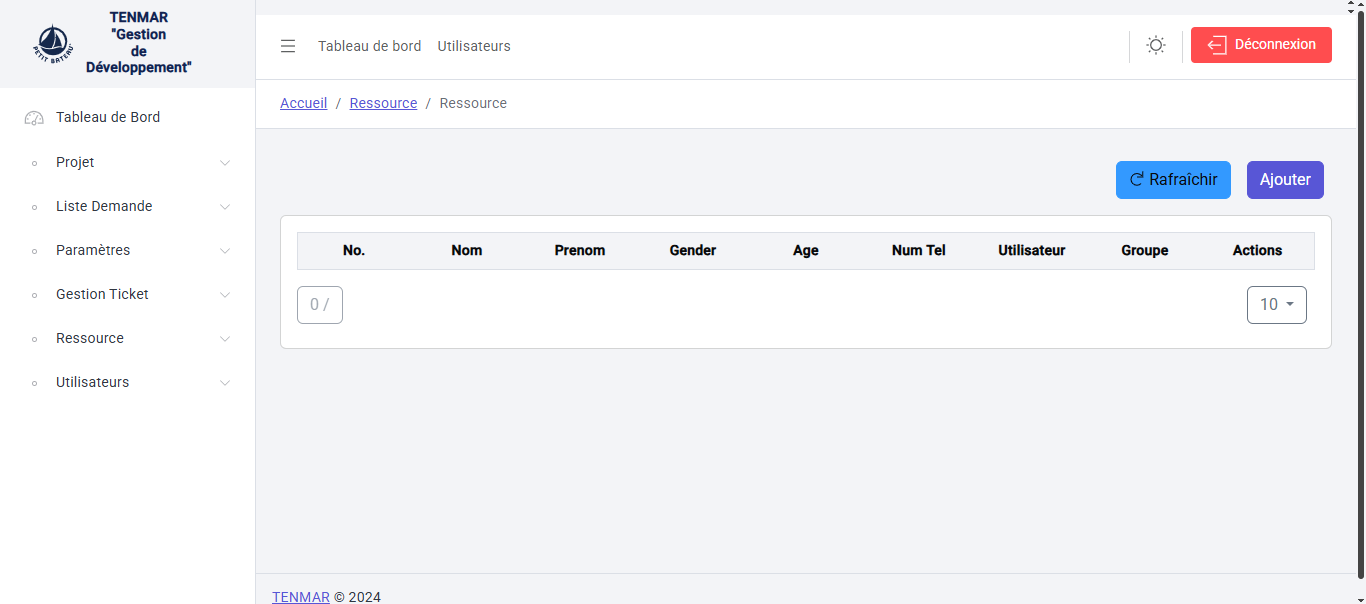 TENMAR
"Gestion
de
Développement"
PETIT BATEAU
Tableau de bord Utilisateurs
Déconnexion
Accueil / Ressource / Ressource
Tableau de Bord
Projet
Liste Demande
Paramètres
Gestion Ticket
Ressource
Utilisateurs
Rafraîchir Ajouter
No. Nom Prenom Gender Age Num Tel Utilisateur Groupe Actions
0 / 10
TENMAR © 2024